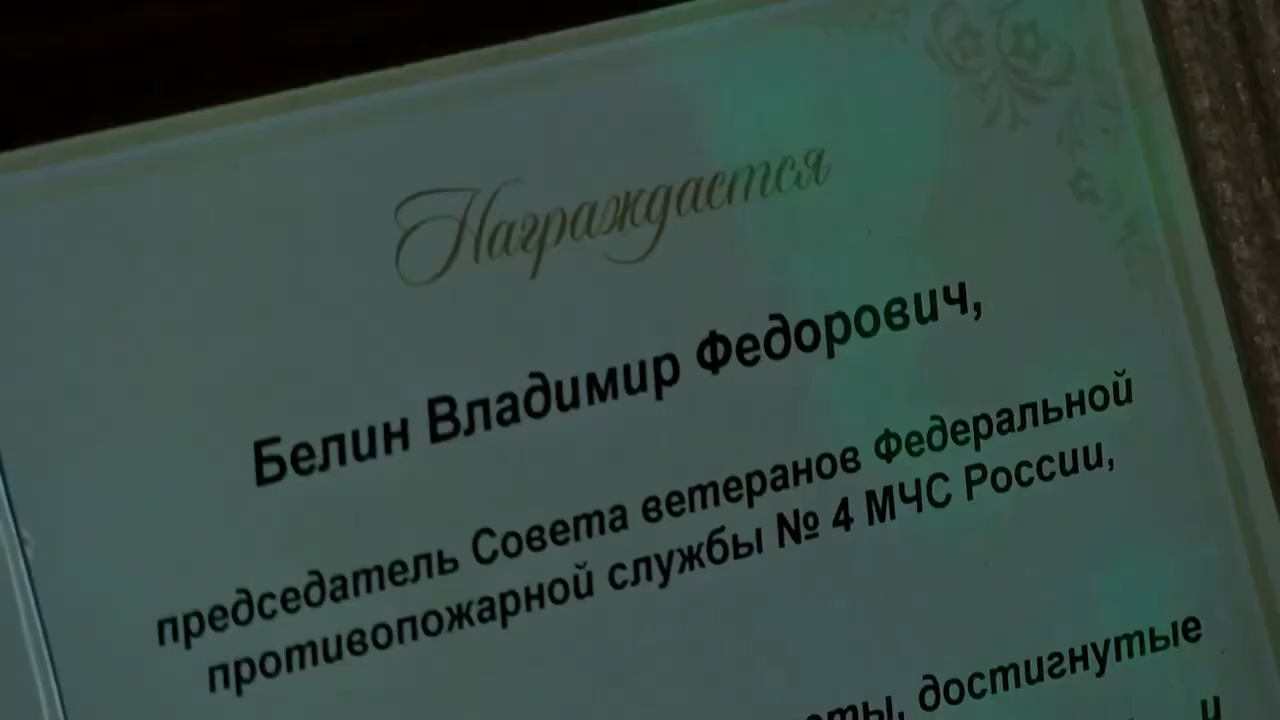 Награждается
Белин Владимир Федорович,
председатель Совета ветеранов Федеральной
противопожарной службы № 4 МЧС России,
достигнутые
и